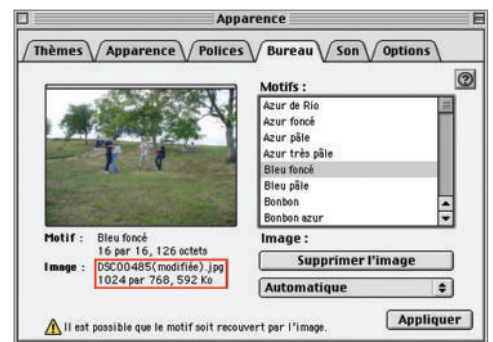 Apparence
Thèmes Apparence Polices Bureau Son Options
?
Motifs :
Azur de Rio
Azur foncé
Azur pâle
Azur très pâle
Bleu foncé
Bleu pâle
Bonbon
Bonbon azur
Motif : Bleu foncé
16 par 16, 126 octets
Image : DSC00485(modifiée).jpg
1024 par 768, 592 Ko
Image :
Supprimer l'image
Automatique
Il est possible que le motif soit recouvert par l'image.
Appliquer